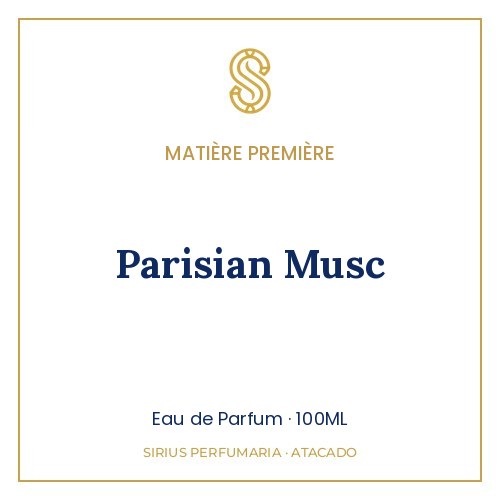 MATIÈRE PREMIÈRE
Parisian Musc
Eau de Parfum · 100ML
SIRIUS PERFUMARIA · ATACADO